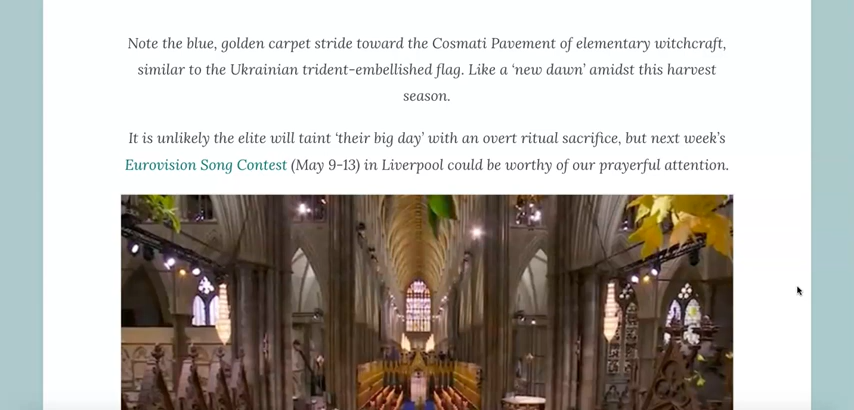 Note the blue, golden carpet stride toward the Cosmati Pavement of elementary witchcraft,
similar to the Ukrainian trident-embellished flag. Like a ‘new dawn’ amidst this harvest
season.
It is unlikely the elite will taint ‘their big day’ with an overt ritual sacrifice, but next week’s
Eurovision Song Contest (May 9-13) in Liverpool could be worthy of our prayerful attention.